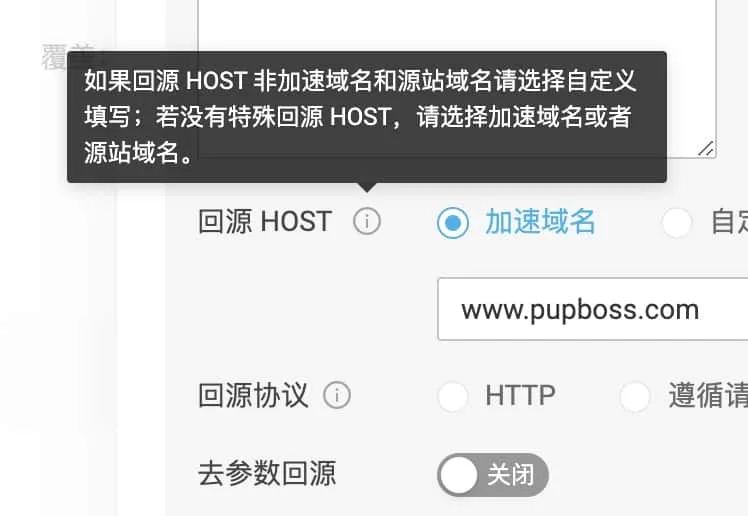 覆盖
如果回源 HOST 非加速域名和源站域名请选择自定义
填写；若没有特殊回源 HOST，请选择加速域名或者
源站域名。
回源 HOST
加速域名
自定
www.pupboss.com
回源协议
HTTP
遵循请
去参数回源
关闭